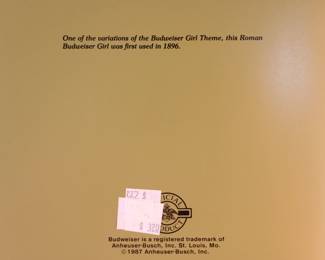 One of the variations of the Budweiser Girl Theme, this Roman
Budweiser Girl was first used in 1896.
Budweiser is a registered trademark of
Anheuser-Busch, Inc. St. Louis, Mo.
©1987 Anheuser-Busch, Inc.